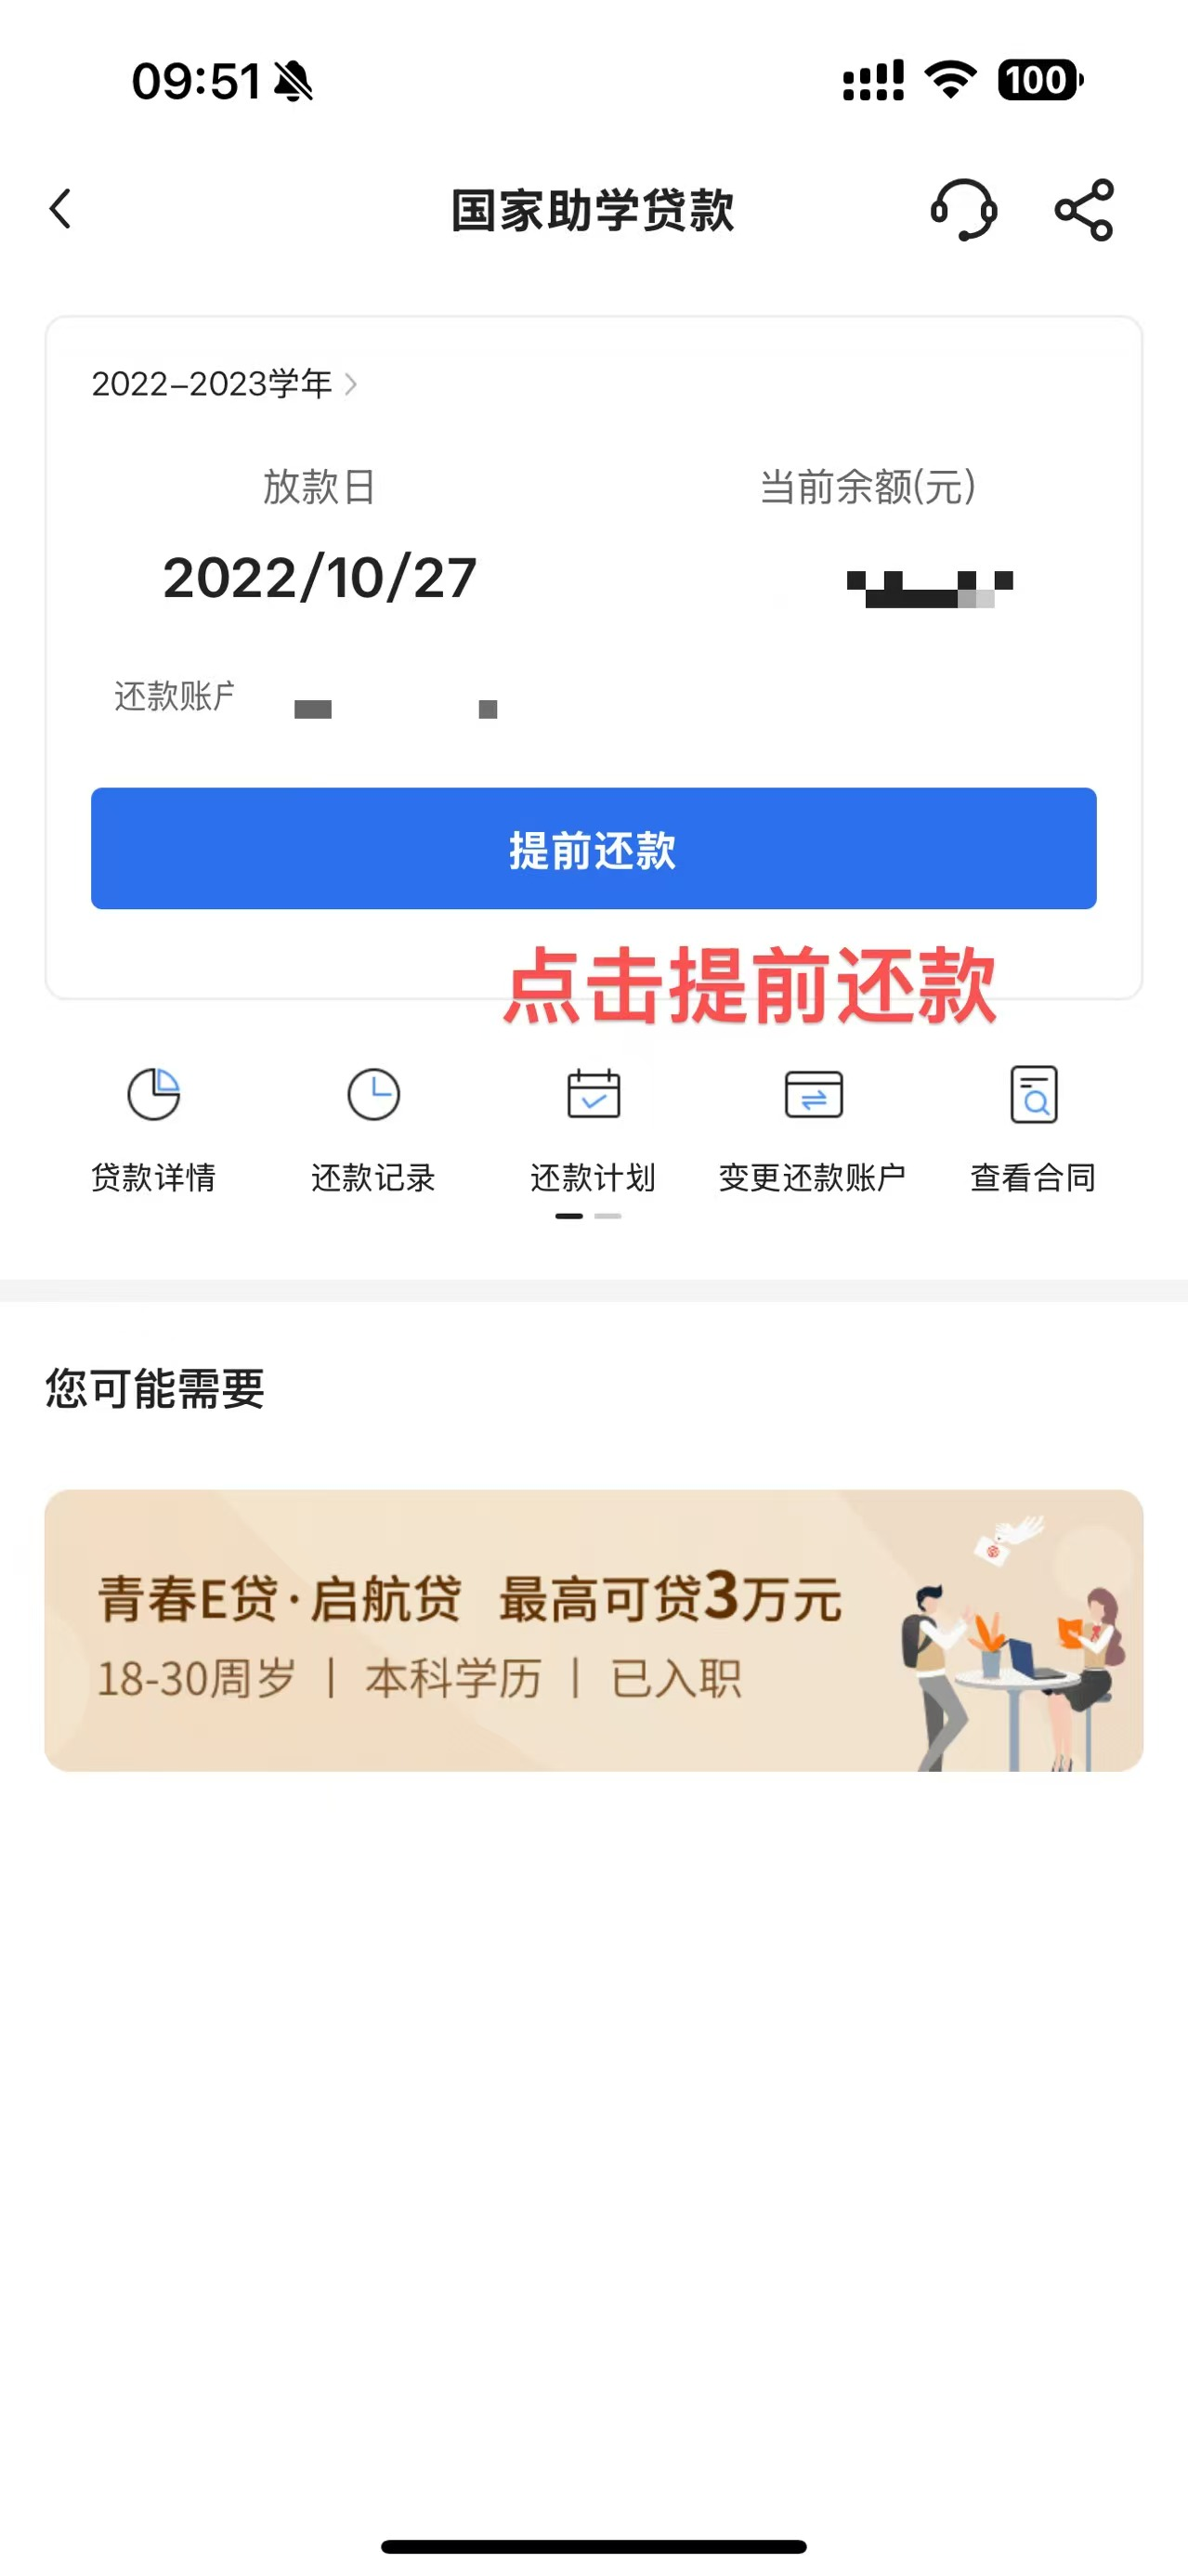 09:51
100
国家助学贷款
2022-2023学年
放款日
当前余额(元)
2022/10/27
还款账户
提前还款
点击提前还款
贷款详情 还款记录 还款计划 变更还款账户 查看合同
您可能需要
青春E贷·启航贷 最高可贷3万元
18-30周岁 | 本科学历 | 已入职